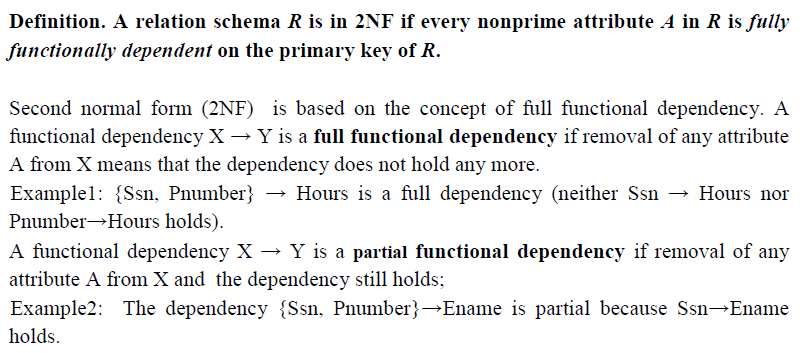 Definition. A relation schema R is in 2NF if every nonprime attribute A in R is fully
functionally dependent on the primary key of R.
Second normal form (2NF) is based on the concept of full functional dependency. A
functional dependency X → Y is a full functional dependency if removal of any attribute
A from X means that the dependency does not hold any more.
Example1: {Ssn, Pnumber} → Hours is a full dependency (neither Ssn → Hours nor
Pnumber→Hours holds).
A functional dependency X → Y is a partial functional dependency if removal of any
attribute A from X and the dependency still holds;
Example2: The dependency {Ssn, Pnumber}→Ename is partial because Ssn→Ename
holds.